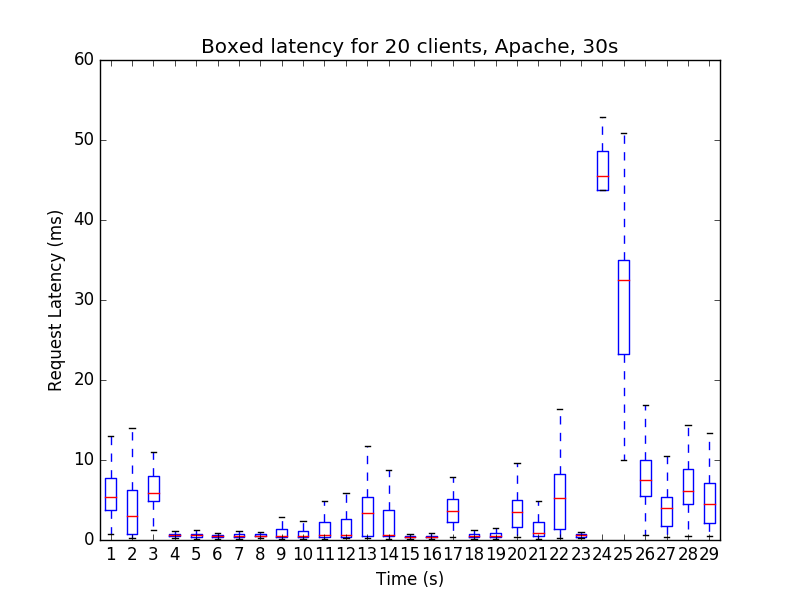 Boxed latency for 20 clients, Apache, 30s
60
50
40
30
20
10
0
Request Latency (ms)
1 2 3 4 5 6 7 8 9 10 11 12 13 14 15 16 17 18 19 20 21 22 23 24 25 26 27 28 29
Time (s)